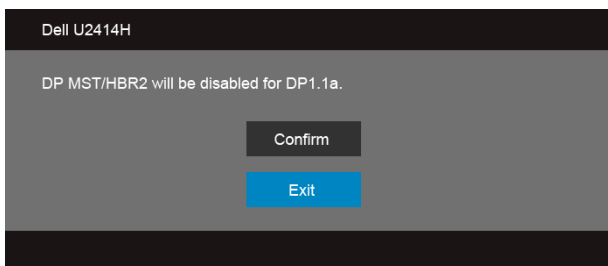 Dell U2414H
DP MST/HBR2 will be disabled for DP1.1a.
Confirm
Exit